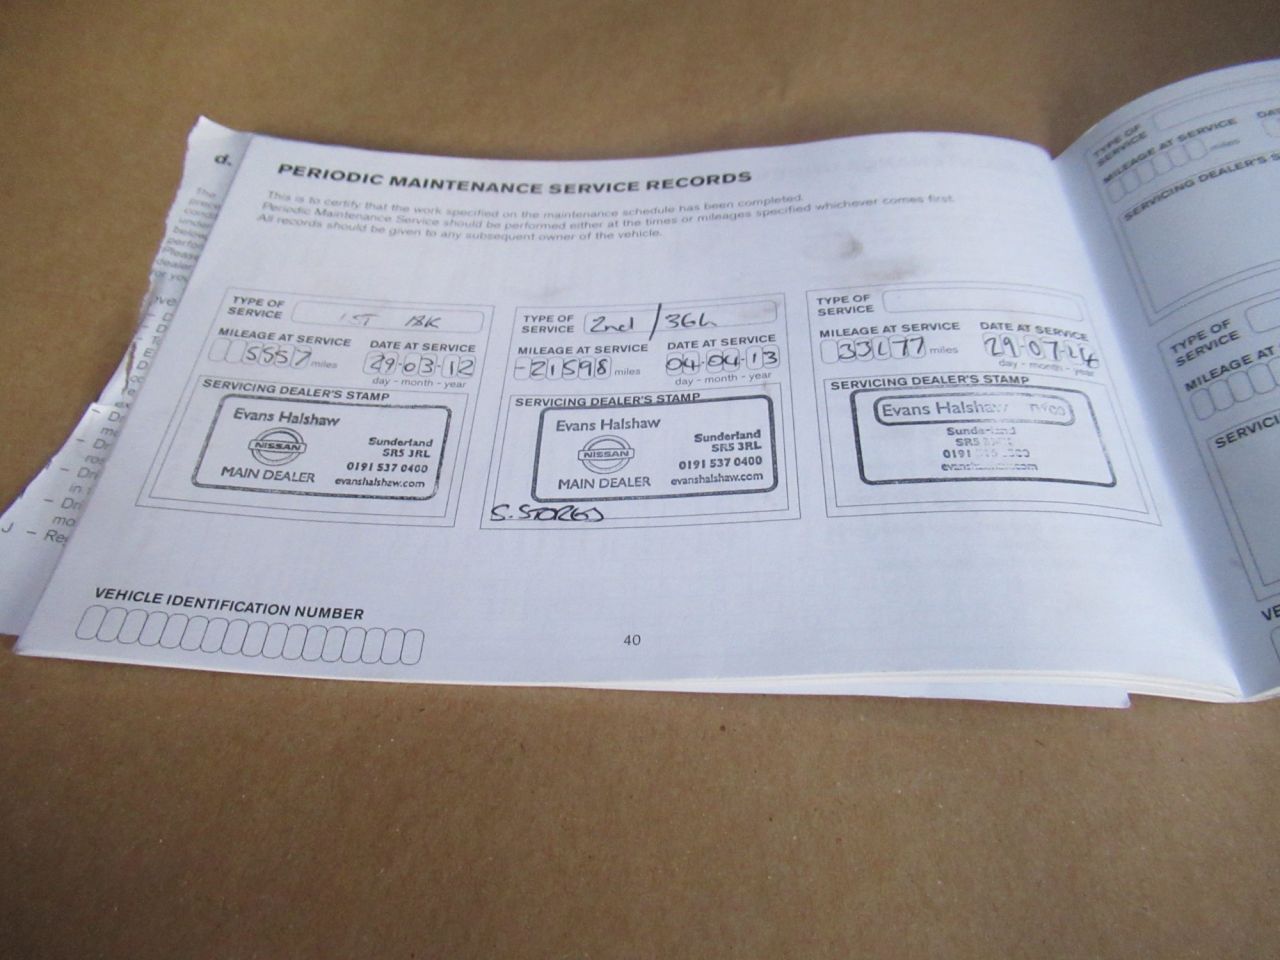 d.
PERIODIC MAINTENANCE SERVICE RECORDS
This is to certify that the work specified on the maintenance schedule has been completed.
Periodic Maintenance Service should be performed either at the times or mileages specified whichever comes first.
All records should be given to any subsequent owner of the vehicle.
TYPE OF
SERVICE
1ST 18K
MILEAGE AT SERVICE
5557 miles
DATE AT SERVICE
29-03-12
day - month - year
SERVICING DEALER'S STAMP
Evans Halshaw
NISSAN
MAIN DEALER
Sunderland
SR5 3RL
0191 537 0400
evanshalshaw.com
TYPE OF
SERVICE
2nd / 36k
MILEAGE AT SERVICE
-21598 miles
DATE AT SERVICE
04-04-13
day - month - year
SERVICING DEALER'S STAMP
Evans Halshaw
NISSAN
MAIN DEALER
Sunderland
SR5 3RL
0191 537 0400
evanshalshaw.com
S. STORES
TYPE OF
SERVICE
MILEAGE AT SERVICE
miles
DATE AT SERVICE
day - month - year
SERVICING DEALER'S STAMP
Evans Halshaw
Sunderland
SR5
0191
VEHICLE IDENTIFICATION NUMBER
40
TYPE OF
SERVICE
MILEAGE AT SERVICE
miles
SERVICING DEALER'S
TYPE OF
SERVICE
MILEAGE AT